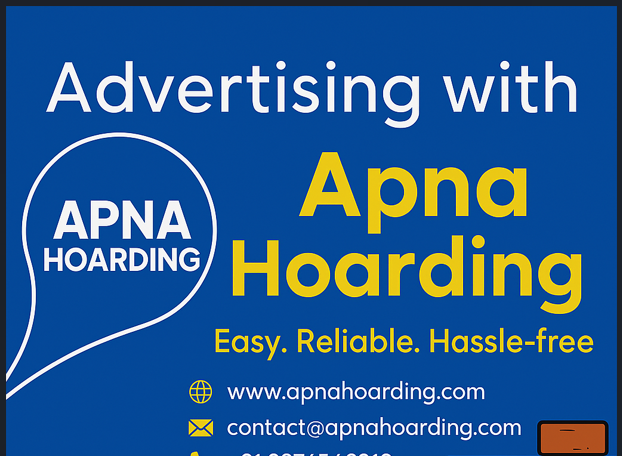 Advertising with
APNA
HOARDING
Apna
Hoarding
Easy. Reliable. Hassle-free
www.apnahoarding.com
contact@apnahoarding.com